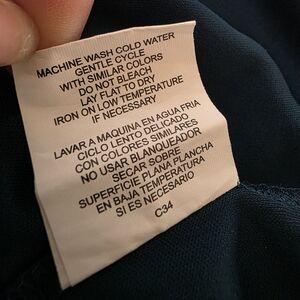 MACHINE WASH COLD WATER
GENTLE CYCLE
WITH SIMILAR COLORS
DO NOT BLEACH
LAY FLAT TO DRY
IRON ON LOW TEMPERATURE
IF NECESSARY
LAVAR A MAQUINA EN AGUA FRIA
CICLO LENTO DELICADO
CON COLORES SIMILARES
NO USAR BLANQUEADOR
SECAR SOBRE
SUPERFICIE PLANA PLANCHA
EN BAJA TEMPERATURA
SI ES NECESARIO
C34